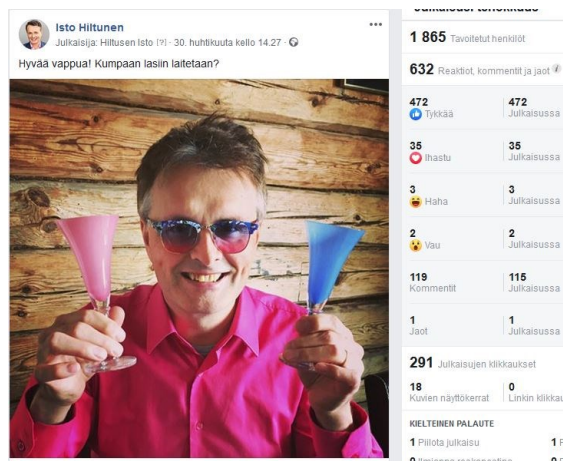 Isto Hiltunen
Julkaisija: Hiltusen Isto [?] · 30. huhtikuuta kello 14.27 ·
Hyvää vappua! Kumpaan lasiin laitetaan?
1 865 Tavoitetut henkilöt
632 Reaktiot, kommentit ja jaot
472 Tykkää
472 Julkaisussa
35 Ihastu
35 Julkaisussa
3 Haha
3 Julkaisussa
2 Vau
2 Julkaisussa
119 Kommentit
115 Julkaisussa
1 Jaot
1 Julkaisussa
291 Julkaisujen klikkaukset
18 Kuvien näyttökerrat
0 Linkin
KIELTEINEN PALAUTE
1 Piilota julkaisu
1